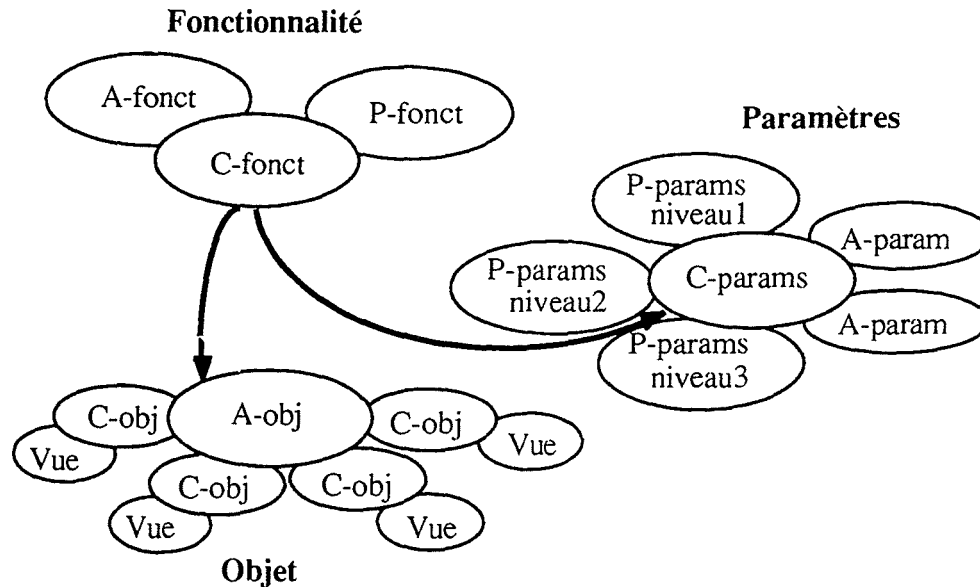 Fonctionnalité
A-fonct
P-fonct
C-fonct
Paramètres
P-params
niveau1
A-param
P-params
niveau2
C-params
A-param
P-params
niveau3
C-obj
A-obj
C-obj
Vue
Vue
C-obj
C-obj
Vue
Vue
Objet